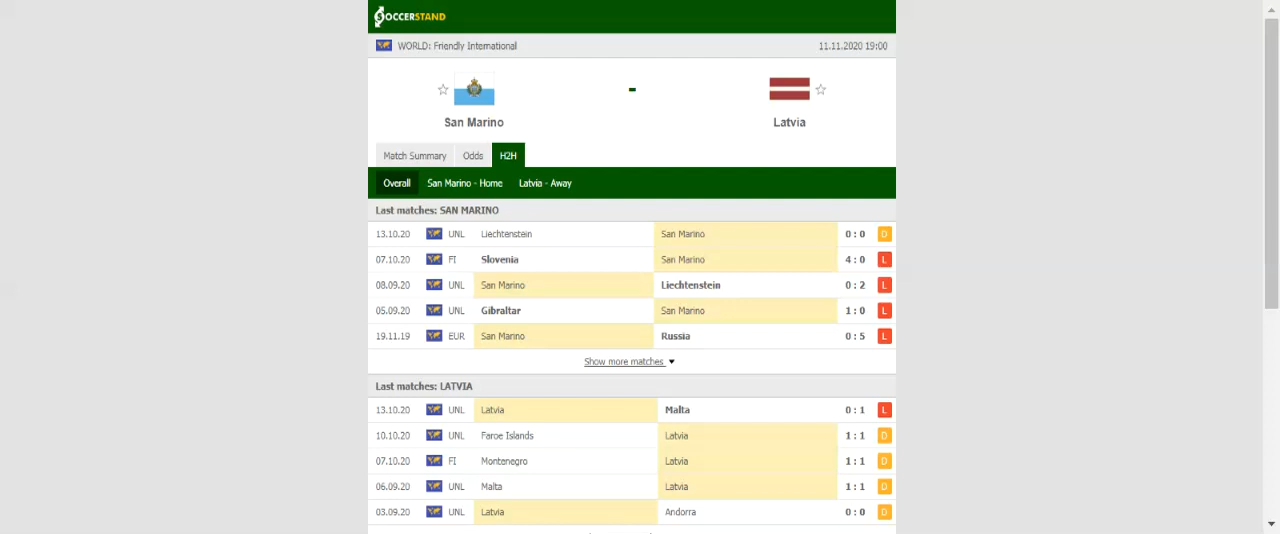 SOCCERSTAND
WORLD: Friendly International 11.11.2020 19:00
-
San Marino Latvia
Match Summary Odds H2H
Overall San Marino - Home Latvia - Away
Last matches: SAN MARINO
13.10.20 UNL Liechtenstein San Marino 0 : 0 D
07.10.20 FI Slovenia San Marino 4 : 0 L
08.09.20 UNL San Marino Liechtenstein 0 : 2 L
05.09.20 UNL Gibraltar San Marino 1 : 0 L
19.11.19 EUR San Marino Russia 0 : 5 L
Show more matches
Last matches: LATVIA
13.10.20 UNL Latvia Malta 0 : 1 L
10.10.20 UNL Faroe Islands Latvia 1 : 1 D
07.10.20 FI Montenegro Latvia 1 : 1 D
06.09.20 UNL Malta Latvia 1 : 1 D
03.09.20 UNL Latvia Andorra 0 : 0 D